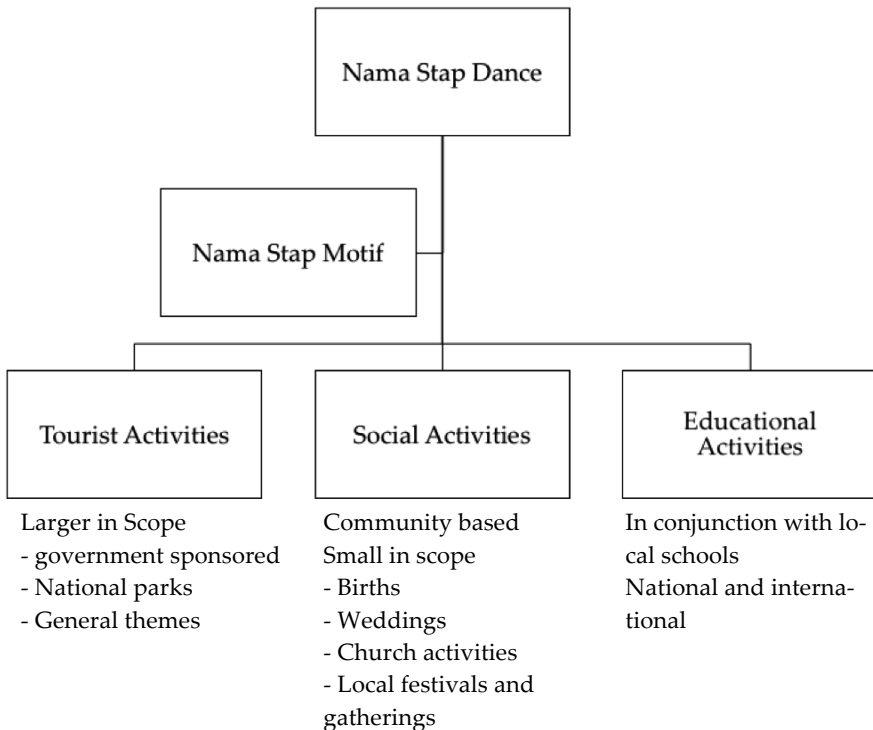 Nama Stap Dance
Nama Stap Motif
Tourist Activities
Social Activities
Educational
Activities
Larger in Scope
- government sponsored
- National parks
- General themes
Community based
Small in scope
- Births
- Weddings
- Church activities
- Local festivals and
gatherings
In conjunction with lo-
cal schools
National and interna-
tional